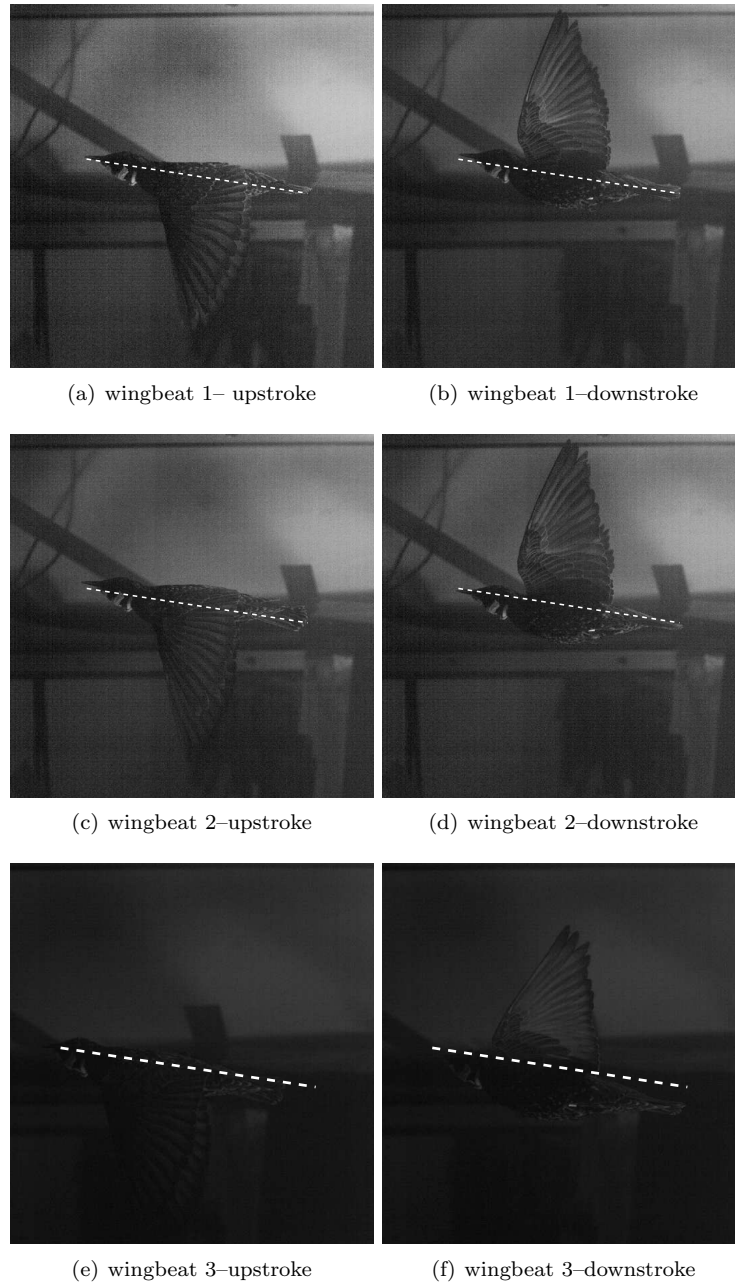 (a) wingbeat 1– upstroke
(b) wingbeat 1–downstroke
(c) wingbeat 2–upstroke
(d) wingbeat 2–downstroke
(e) wingbeat 3–upstroke
(f) wingbeat 3–downstroke